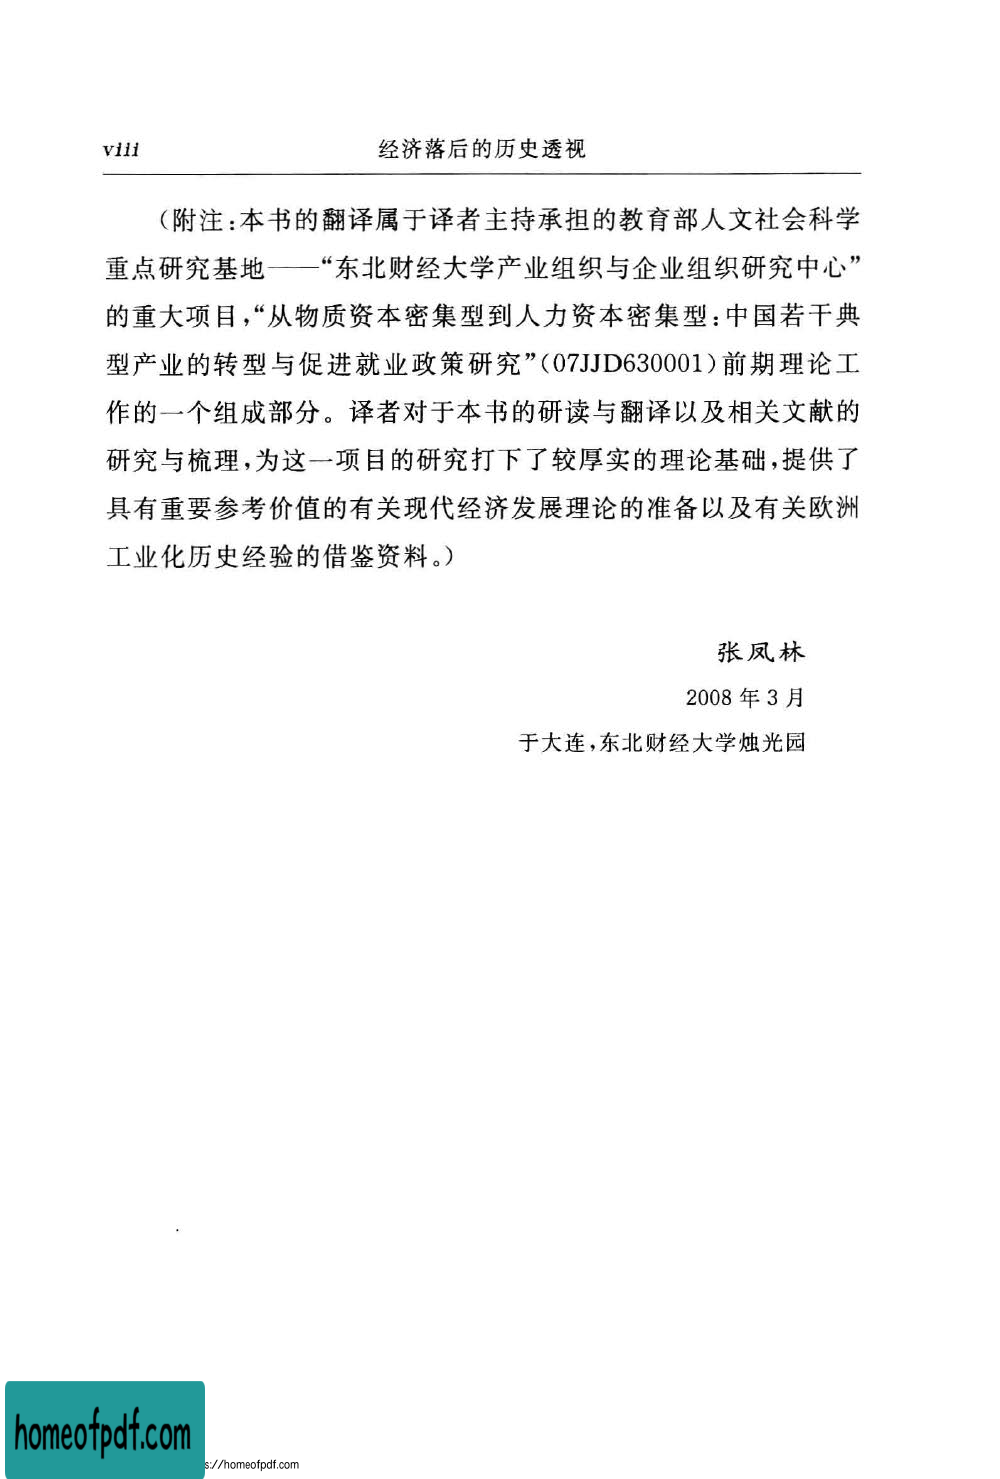 viii 经济落后的历史透视
（附注：本书的翻译属于译者主持承担的教育部人文社会科学
重点研究基地——“东北财经大学产业组织与企业组织研究中心”
的重大项目，“从物质资本密集型到人力资本密集型：中国若干典
型产业的转型与促进就业政策研究”（07JJD630001）前期理论工
作的一个组成部分。译者对于本书的研读与翻译以及相关文献的
研究与梳理，为这一项目的研究打下了较厚实的理论基础，提供了
具有重要参考价值的有关现代经济发展理论的准备以及有关欧洲
工业化历史经验的借鉴资料。）
张凤林
2008 年 3 月
于大连，东北财经大学烛光园
homeofpdf.com
s://homeofpdf.com